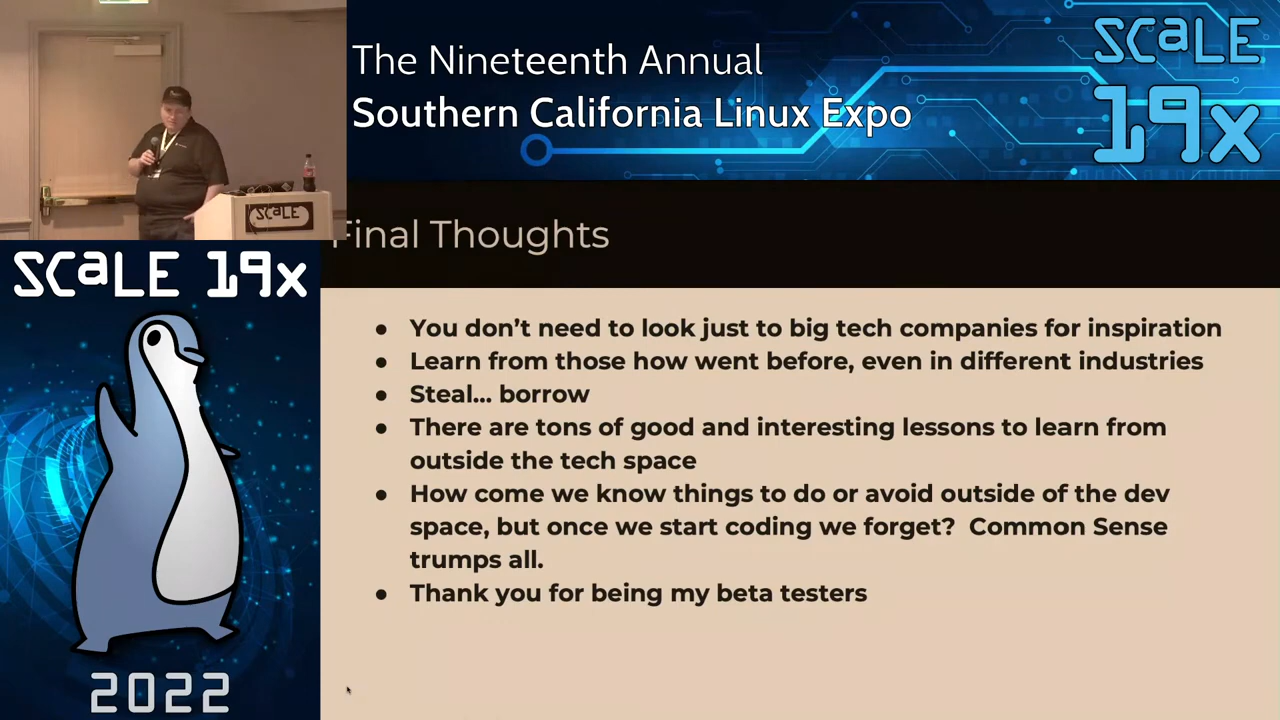 The Nineteenth Annual
Southern California Linux Expo
SCaLE
19x
SCaLE
Final Thoughts
SCaLE 19x
● You don’t need to look just to big tech companies for inspiration
● Learn from those how went before, even in different industries
● Steal... borrow
● There are tons of good and interesting lessons to learn from
outside the tech space
● How come we know things to do or avoid outside of the dev
space, but once we start coding we forget?  Common Sense
trumps all.
● Thank you for being my beta testers
2022